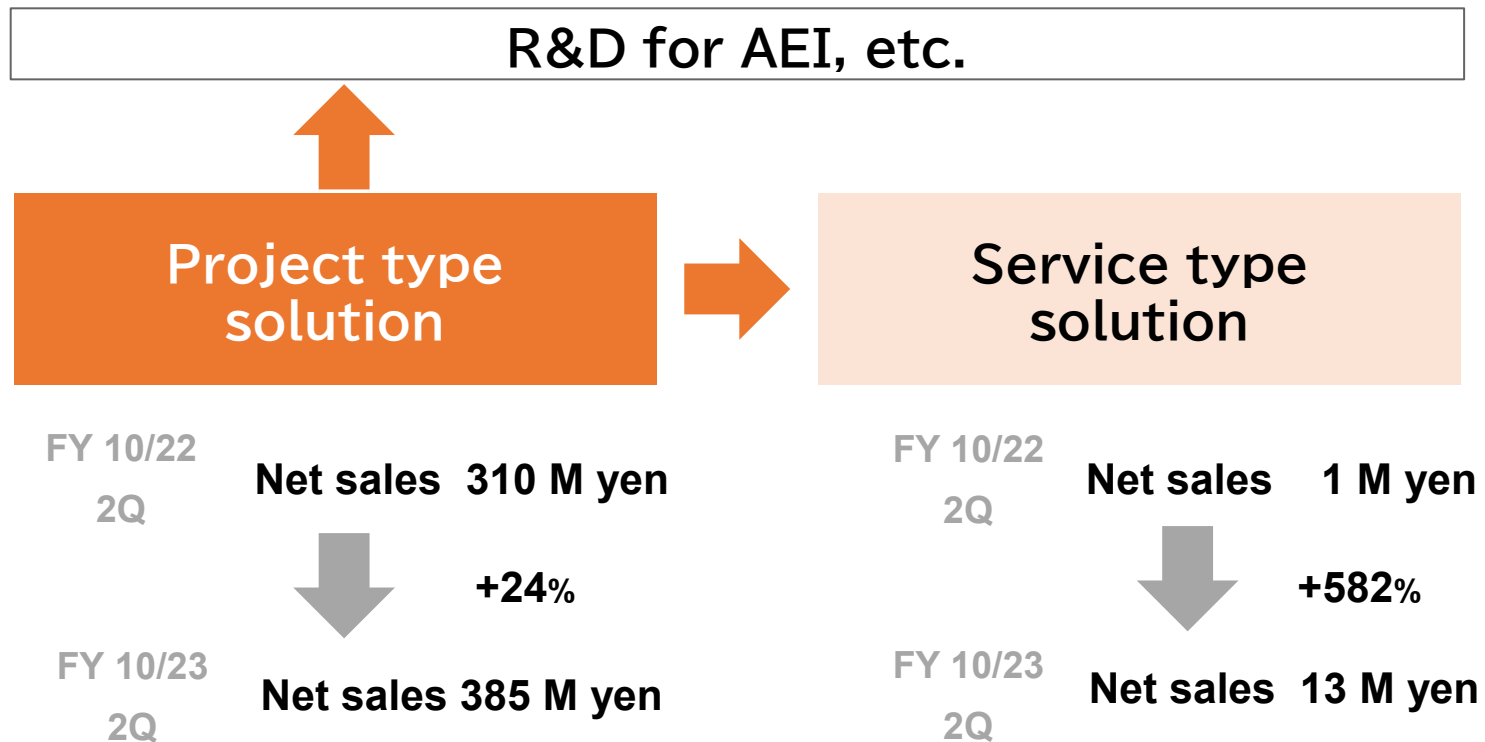 R&D for AEI, etc.
Project type
solution
Service type
solution
FY 10/22
2Q
Net sales 310 M yen
+24%
FY 10/23
2Q
Net sales 385 M yen
FY 10/22
2Q
Net sales 1 M yen
+582%
FY 10/23
2Q
Net sales 13 M yen